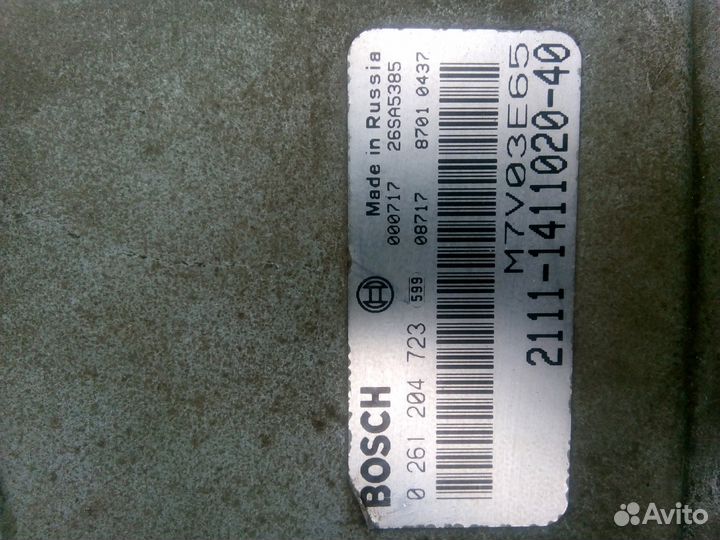 BOSCH
Made in Russia
0 261 204 723
599
000717 26SA5385
08717 8701 0437
M7V03E65
2111-1411020-40
Avito